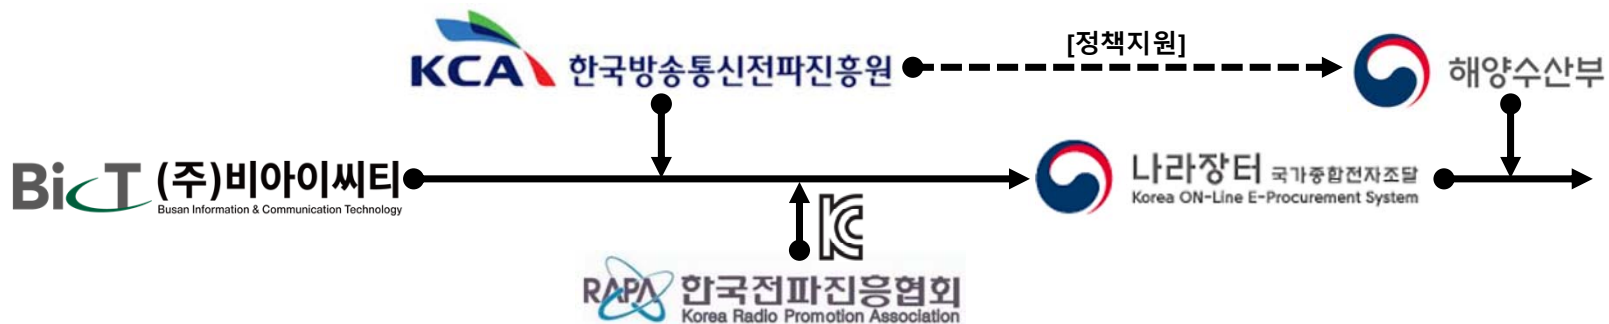 KCA 한국방송통신전파진흥원
[정책지원]
해양수산부
BicT (주)비아이씨티
Busan Information & Communication Technology
나라장터 국가종합전자조달
Korea ON-Line E-Procurement System
KC
RAPA 한국전파진흥협회
Korea Radio Promotion Association